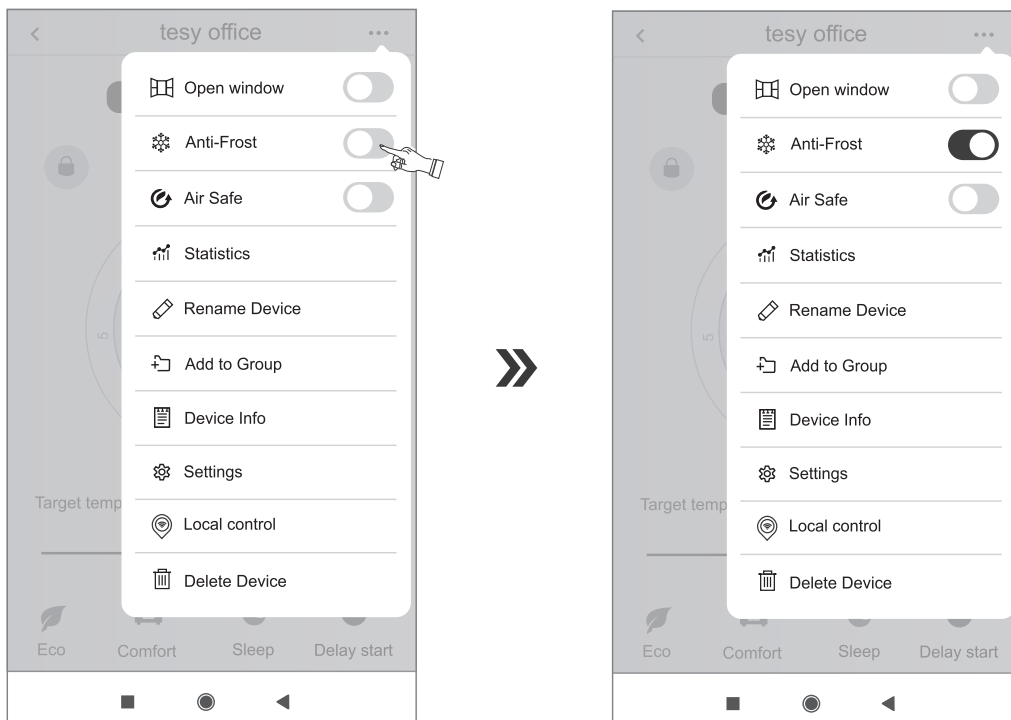 tesy office
Open window
Anti-Frost
Air Safe
Statistics
Rename Device
5
Add to Group
Device Info
Settings
Target temp
Local control
Delete Device
Eco Comfort Sleep Delay start
tesy office
Open window
Anti-Frost
Air Safe
Statistics
Rename Device
5
Add to Group
Device Info
Settings
Target temp
Local control
Delete Device
Eco Comfort Sleep Delay start